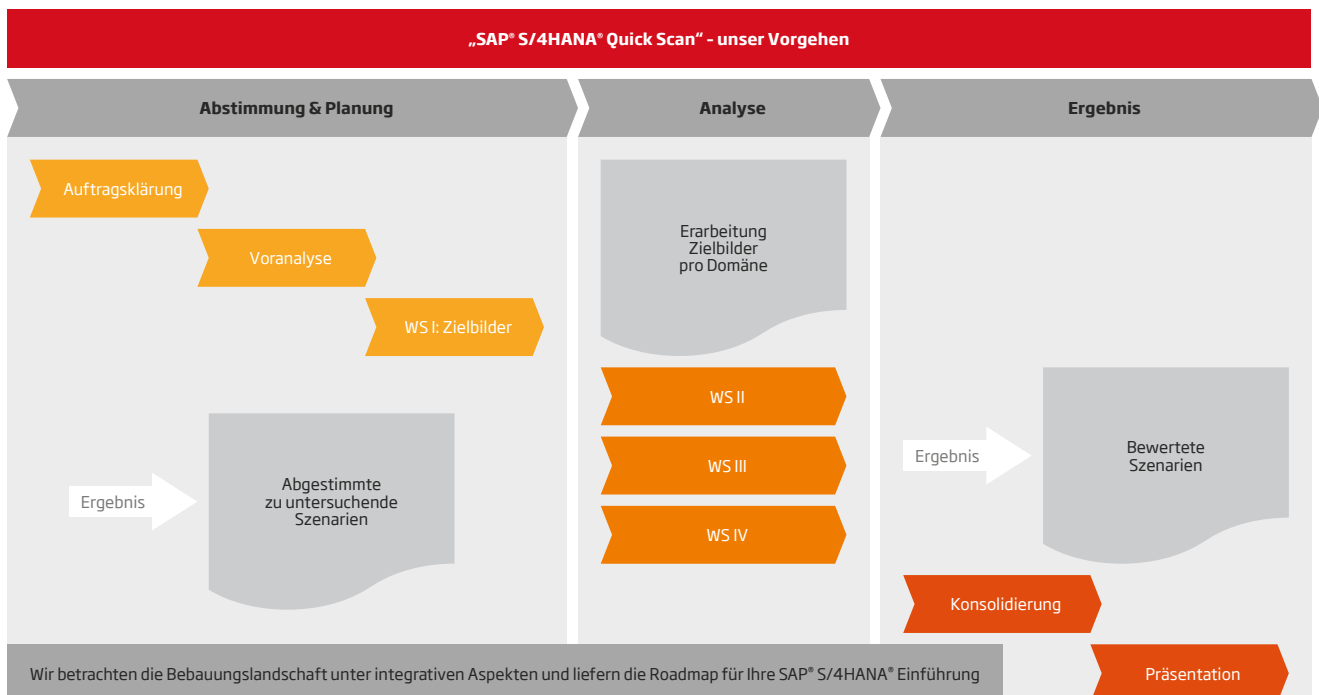 „SAP® S/4HANA® Quick Scan“ – unser Vorgehen
Abstimmung & Planung
Analyse
Ergebnis
Auftragsklärung
Voranalyse
WS I: Zielbilder
Ergebnis
Abgestimmte
zu untersuchende
Szenarien
Erarbeitung
Zielbilder
pro Domäne
WS II
WS III
WS IV
Ergebnis
Bewertete
Szenarien
Konsolidierung
Präsentation
Wir betrachten die Bebauungslandschaft unter integrativen Aspekten und liefern die Roadmap für Ihre SAP® S/4HANA® Einführung